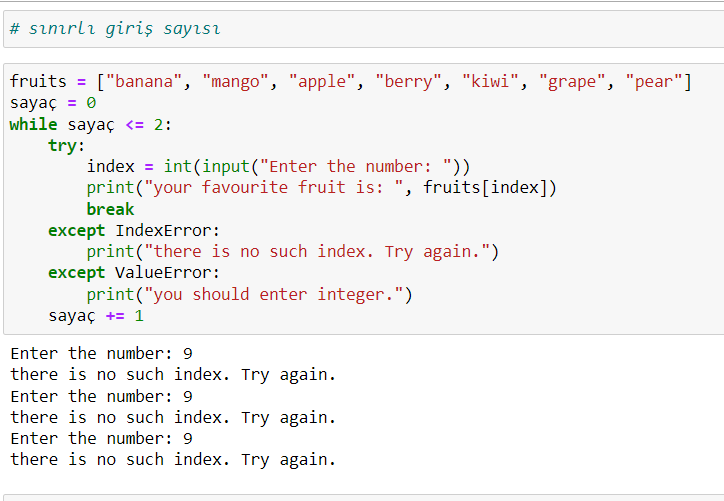 # sınırlı giriş sayısı
fruits = ["banana", "mango", "apple", "berry", "kiwi", "grape", "pear"]
sayaç = 0
while sayaç <= 2:
    try:
        index = int(input("Enter the number: "))
        print("your favourite fruit is: ", fruits[index])
        break
    except IndexError:
        print("there is no such index. Try again.")
    except ValueError:
        print("you should enter integer.")
    sayaç += 1
Enter the number: 9
there is no such index. Try again.
Enter the number: 9
there is no such index. Try again.
Enter the number: 9
there is no such index. Try again.